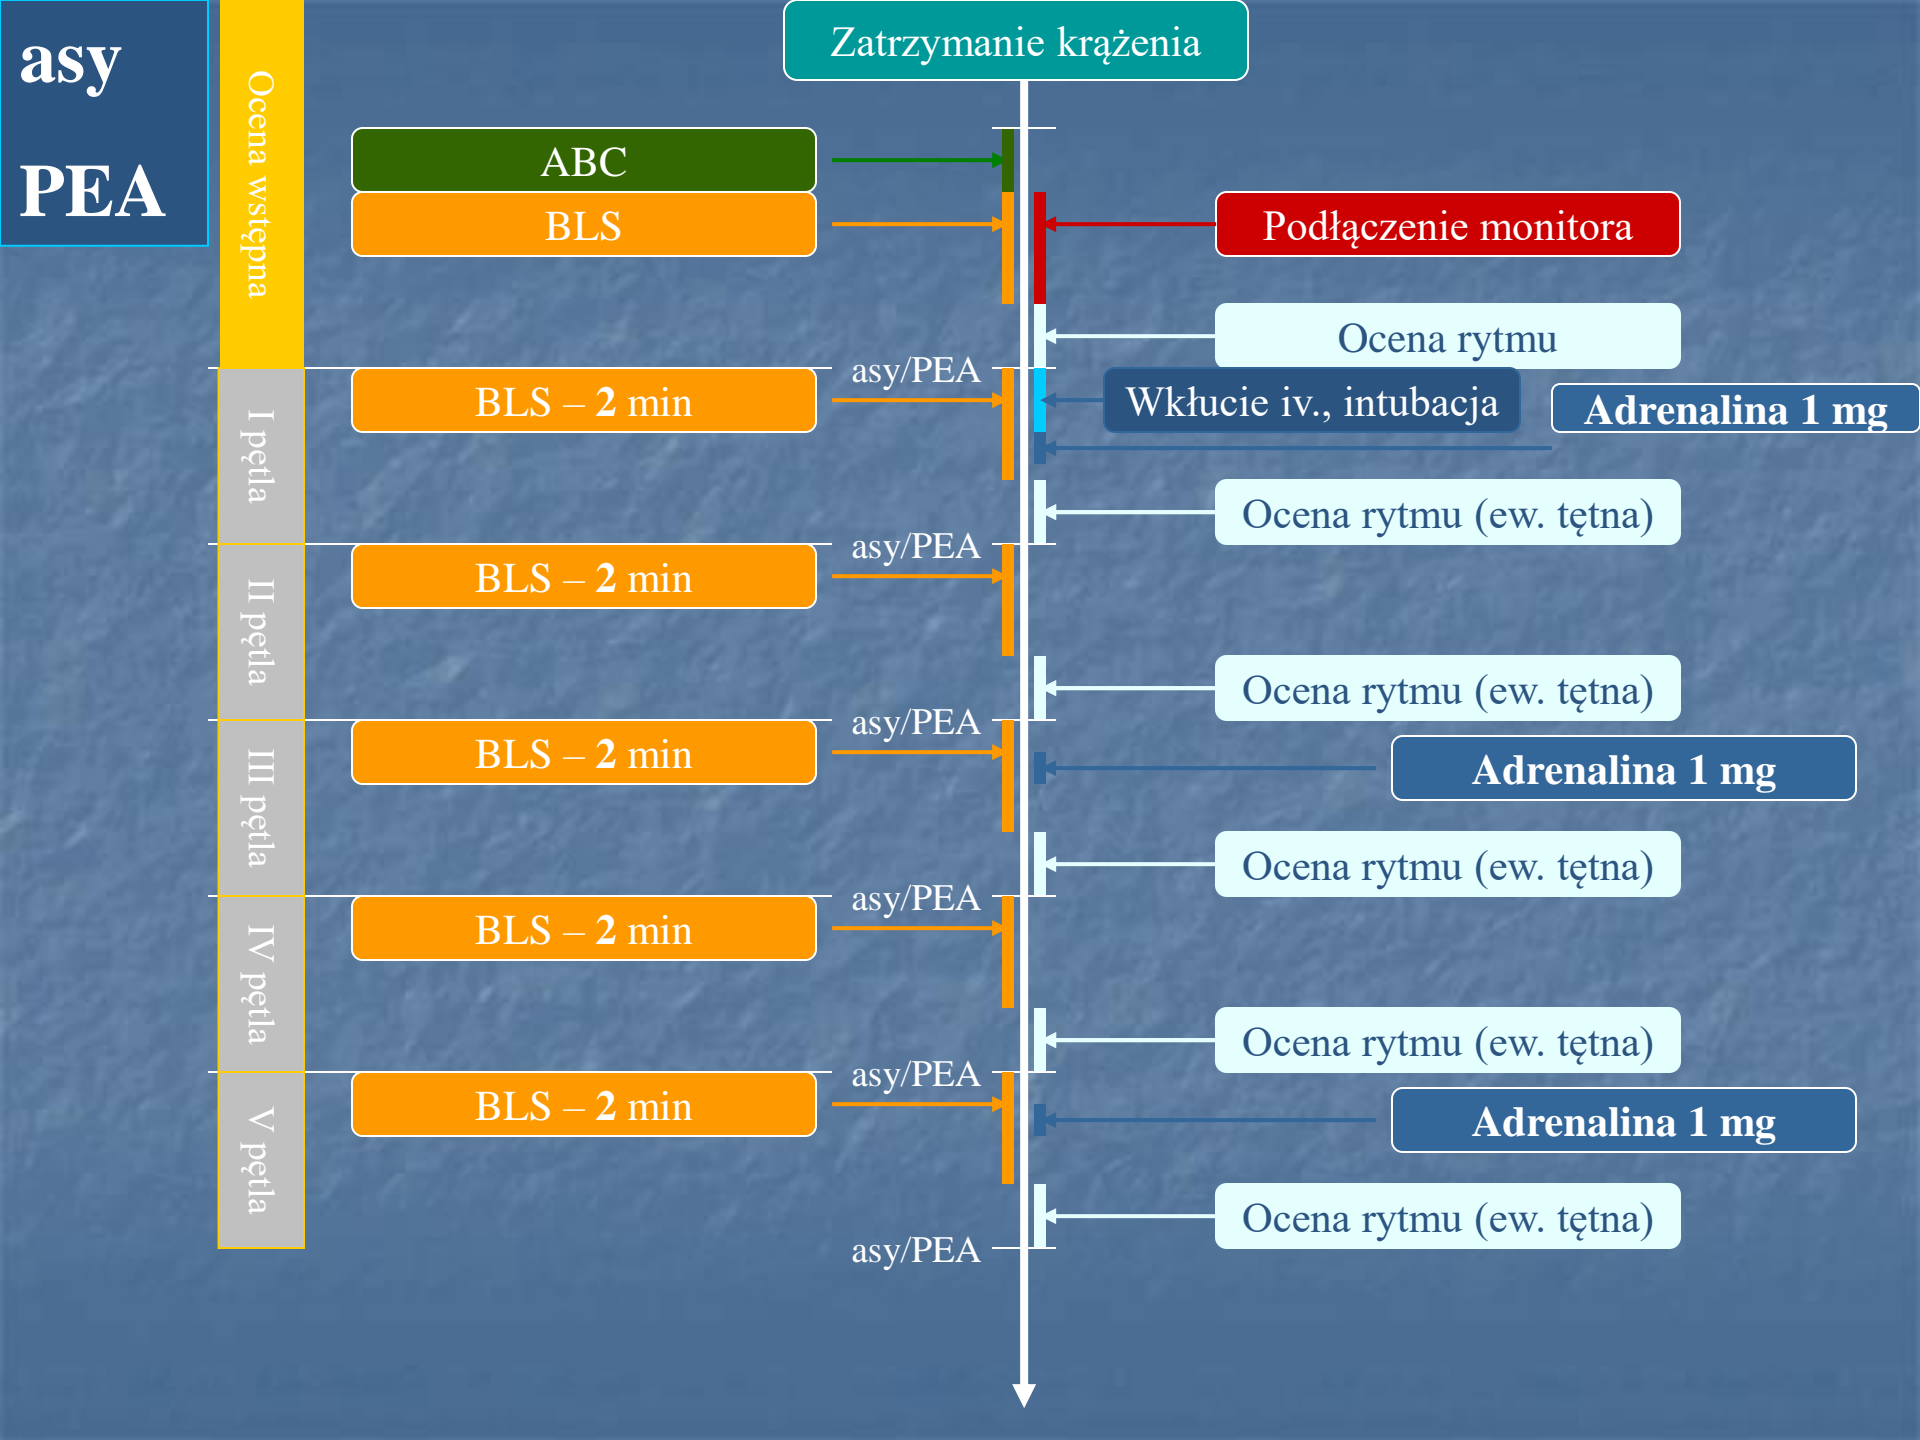 asy
PEA
Zatrzymanie krążenia
Ocena wstępna
ABC
BLS
Podłączenie monitora
Ocena rytmu
asy/PEA
I pętla
BLS – 2 min
Wkłucie iv., intubacja
Adrenalina 1 mg
Ocena rytmu (ew. tętna)
asy/PEA
II pętla
BLS – 2 min
Ocena rytmu (ew. tętna)
asy/PEA
III pętla
BLS – 2 min
Adrenalina 1 mg
Ocena rytmu (ew. tętna)
asy/PEA
IV pętla
BLS – 2 min
Ocena rytmu (ew. tętna)
asy/PEA
V pętla
BLS – 2 min
Adrenalina 1 mg
Ocena rytmu (ew. tętna)
asy/PEA